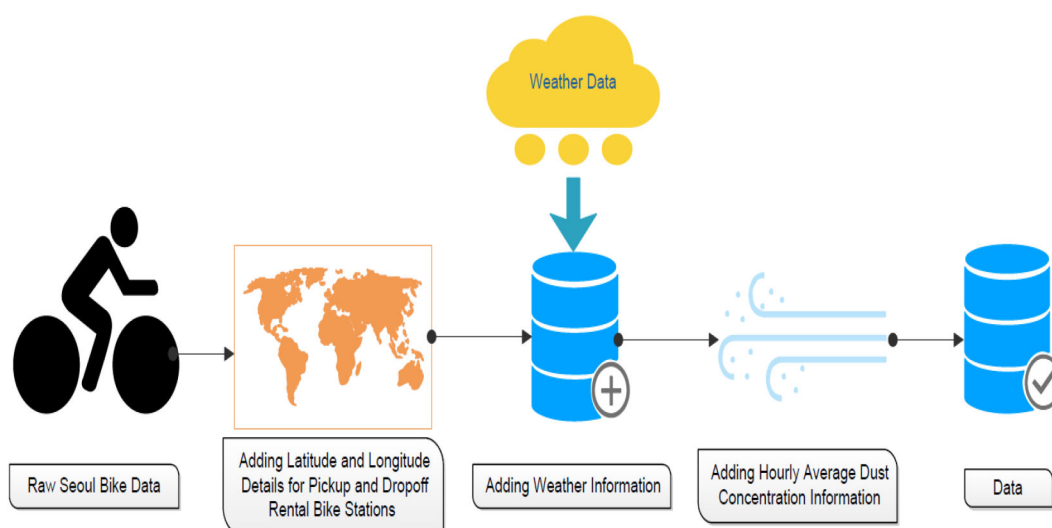 Weather Data
Raw Seoul Bike Data
Adding Latitude and Longitude
Details for Pickup and Dropoff
Rental Bike Stations
Adding Weather Information
Adding Hourly Average Dust
Concentration Information
Data